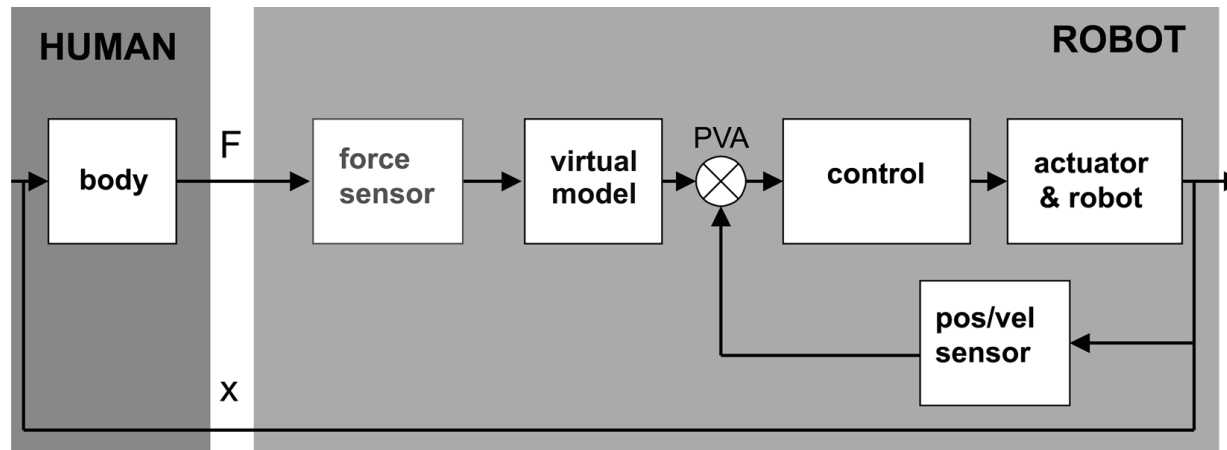 HUMAN
ROBOT
F
PVA
body
force
sensor
virtual
model
control
actuator
& robot
pos/vel
sensor
x